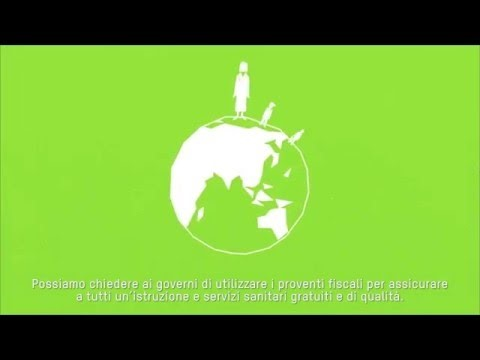 Possiamo chiedere ai governi di utilizzare i proventi fiscali per assicurare
a tutti un'istruzione e servizi sanitari gratuiti e di qualità.